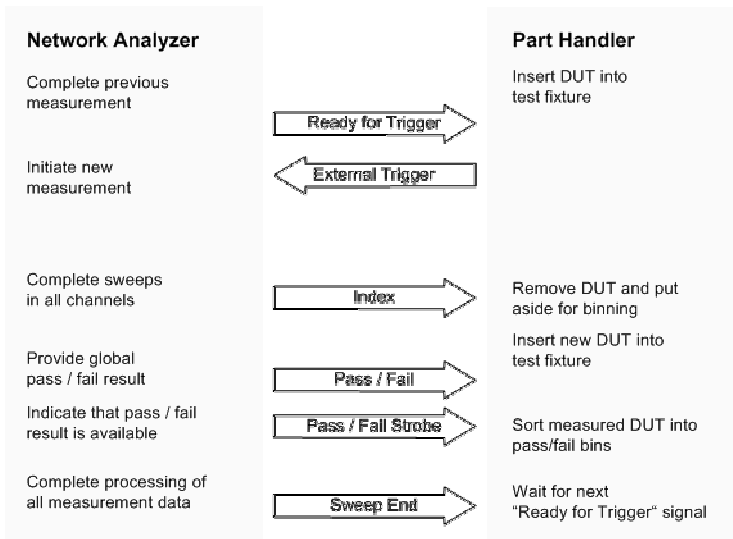 Network Analyzer
Part Handler
Complete previous
measurement
Insert DUT into
test fixture
Ready for Trigger
Initiate new
measurement
External Trigger
Complete sweeps
in all channels
Index
Remove DUT and put
aside for binning
Insert new DUT into
test fixture
Provide global
pass / fail result
Pass / Fail
Indicate that pass / fail
result is available
Pass / Fail Strobe
Sort measured DUT into
pass/fail bins
Complete processing of
all measurement data
Sweep End
Wait for next
“Ready for Trigger“ signal